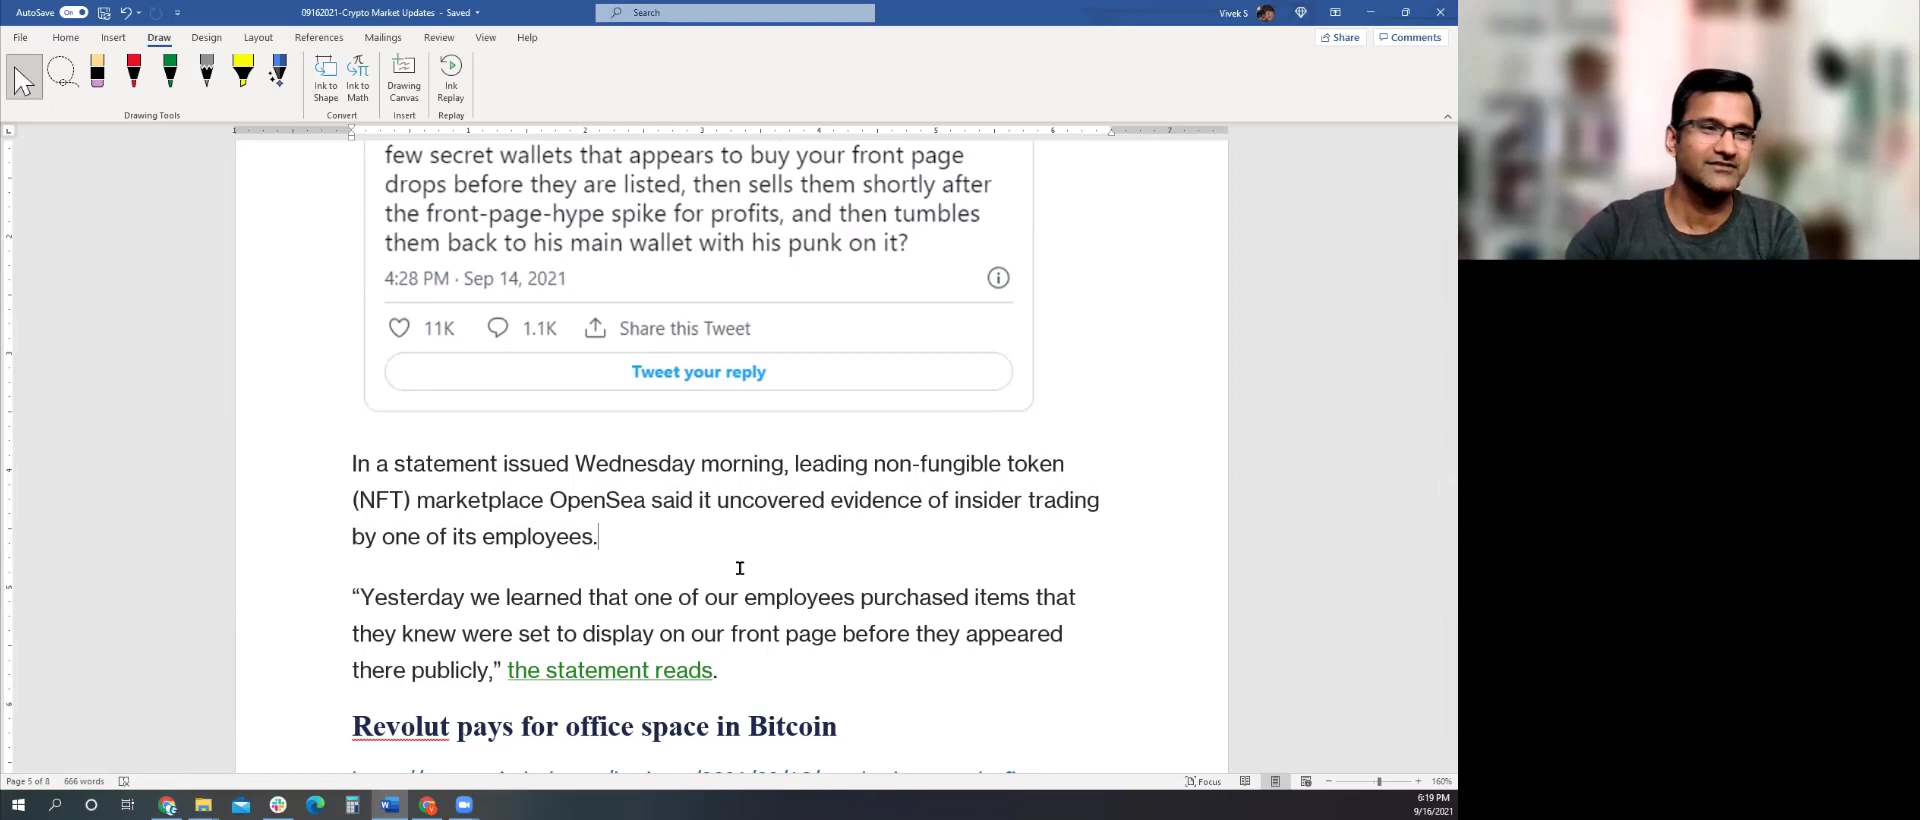 AutoSave On 09162021-Crypto Market Updates - Saved Search Vivek S
File Home Insert Draw Design Layout References Mailings Review View Help Share Comments
Ink to Shape Ink to Math Drawing Canvas Ink Replay
Drawing Tools Convert Insert Replay
1 1 2 3 4 5 6 7
few secret wallets that appears to buy your front page
drops before they are listed, then sells them shortly after
the front-page-hype spike for profits, and then tumbles
them back to his main wallet with his punk on it?
4:28 PM · Sep 14, 2021
11K 1.1K Share this Tweet
Tweet your reply
In a statement issued Wednesday morning, leading non-fungible token
(NFT) marketplace OpenSea said it uncovered evidence of insider trading
by one of its employees.
“Yesterday we learned that one of our employees purchased items that
they knew were set to display on our front page before they appeared
there publicly,” the statement reads.
Revolut pays for office space in Bitcoin
Page 5 of 8 666 words Focus 160%
6:19 PM
9/16/2021